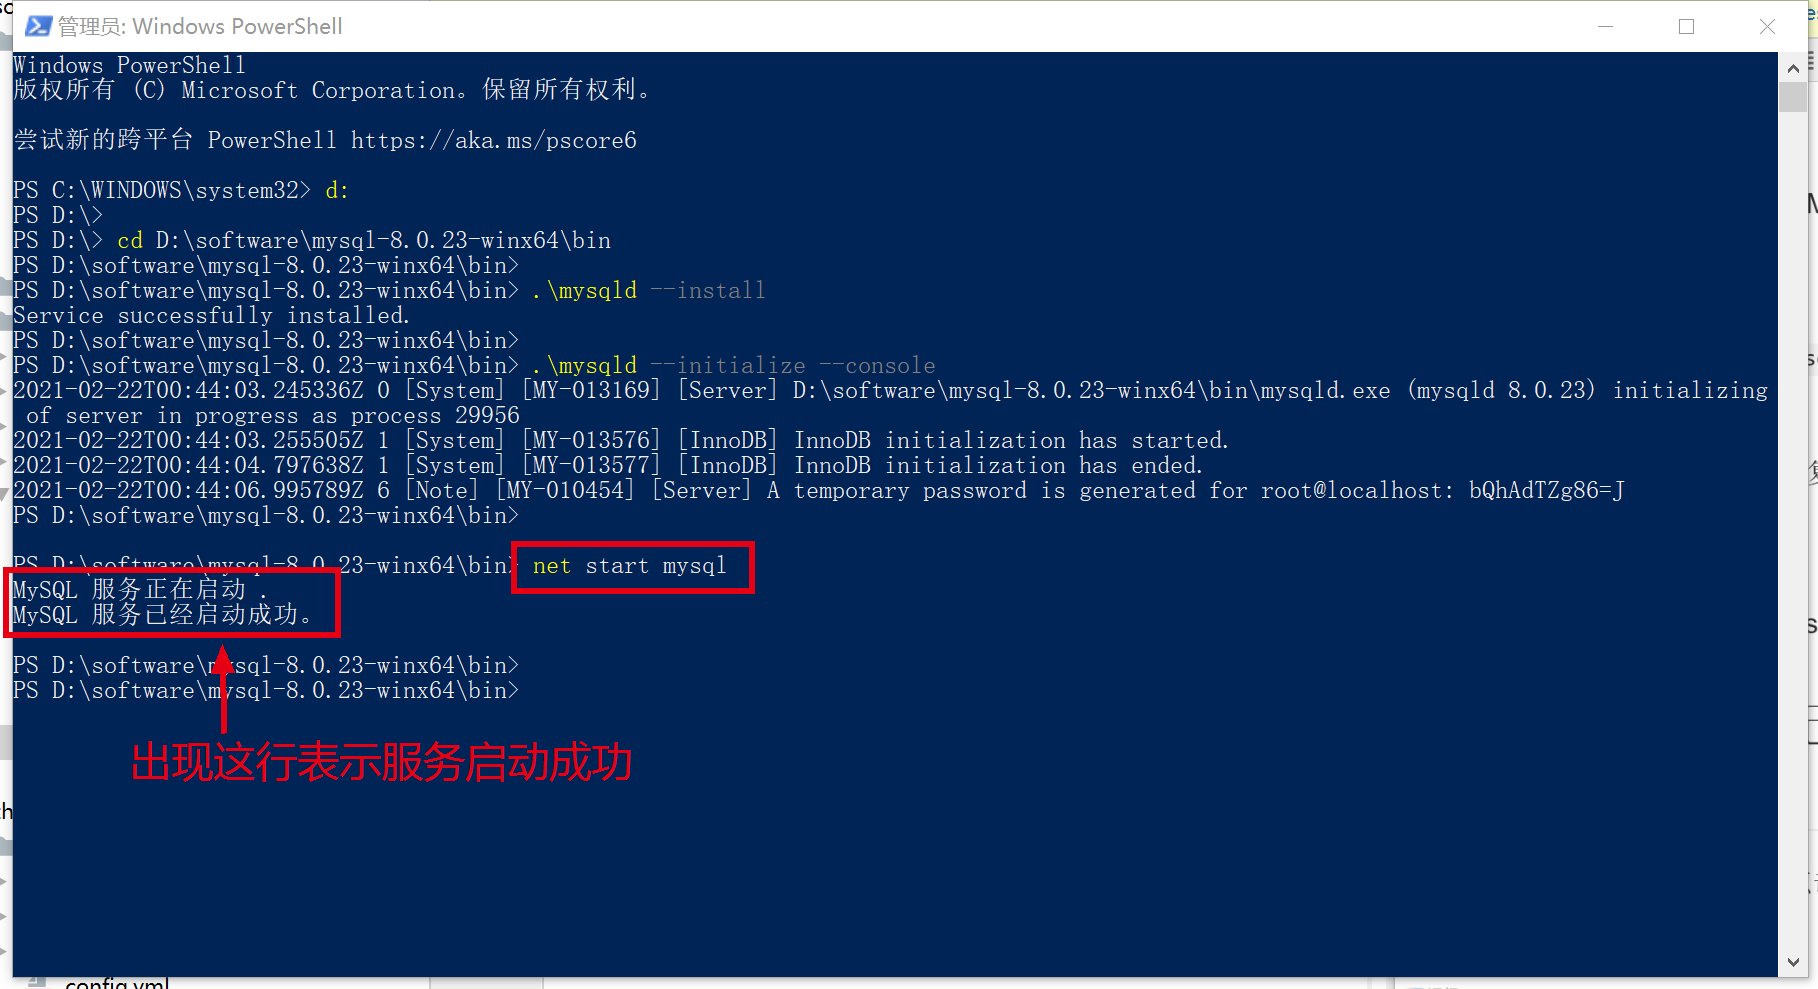 管理员: Windows PowerShell
Windows PowerShell
版权所有 (C) Microsoft Corporation。保留所有权利。
尝试新的跨平台 PowerShell https://aka.ms/pscore6
PS C:\WINDOWS\system32> d:
PS D:\>
PS D:\> cd D:\software\mysql-8.0.23-winx64\bin
PS D:\software\mysql-8.0.23-winx64\bin>
PS D:\software\mysql-8.0.23-winx64\bin> .\mysqld --install
Service successfully installed.
PS D:\software\mysql-8.0.23-winx64\bin>
PS D:\software\mysql-8.0.23-winx64\bin> .\mysqld --initialize --console
2021-02-22T00:44:03.245336Z 0 [System] [MY-013169] [Server] D:\software\mysql-8.0.23-winx64\bin\mysqld.exe (mysqld 8.0.23) initializing
of server in progress as process 29956
2021-02-22T00:44:03.255505Z 1 [System] [MY-013576] [InnoDB] InnoDB initialization has started.
2021-02-22T00:44:04.797638Z 1 [System] [MY-013577] [InnoDB] InnoDB initialization has ended.
2021-02-22T00:44:06.995789Z 6 [Note] [MY-010454] [Server] A temporary password is generated for root@localhost: bQhAdTZg86=J
PS D:\software\mysql-8.0.23-winx64\bin>
PS D:\software\mysql-8.0.23-winx64\bin> net start mysql
MySQL 服务正在启动 .
MySQL 服务已经启动成功。
PS D:\software\mysql-8.0.23-winx64\bin>
PS D:\software\mysql-8.0.23-winx64\bin>
出现这行表示服务启动成功
config.yml